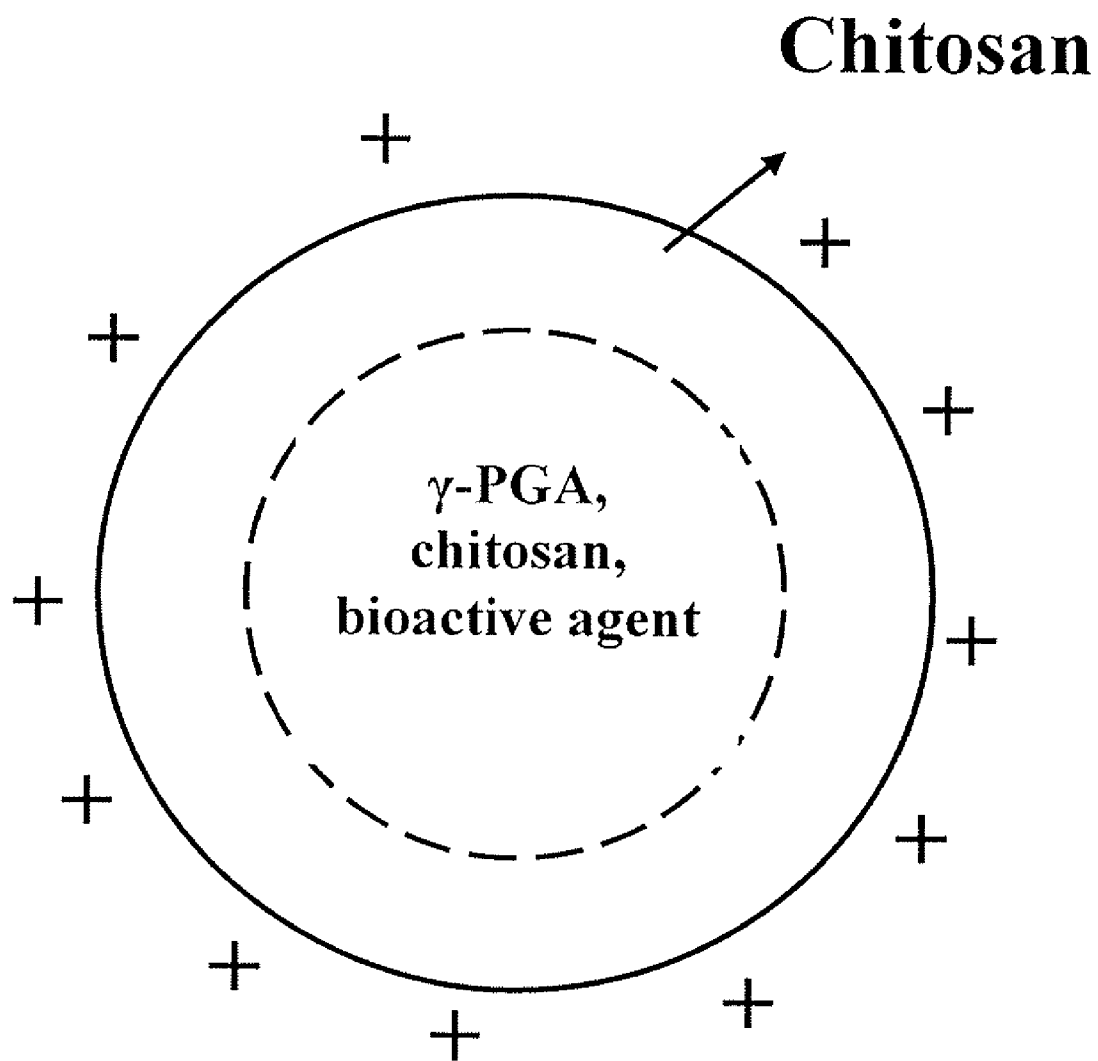 Chitosan
+
+
+
+
γ-PGA,
chitosan,
bioactive agent
+
+
+
+
+
+
+